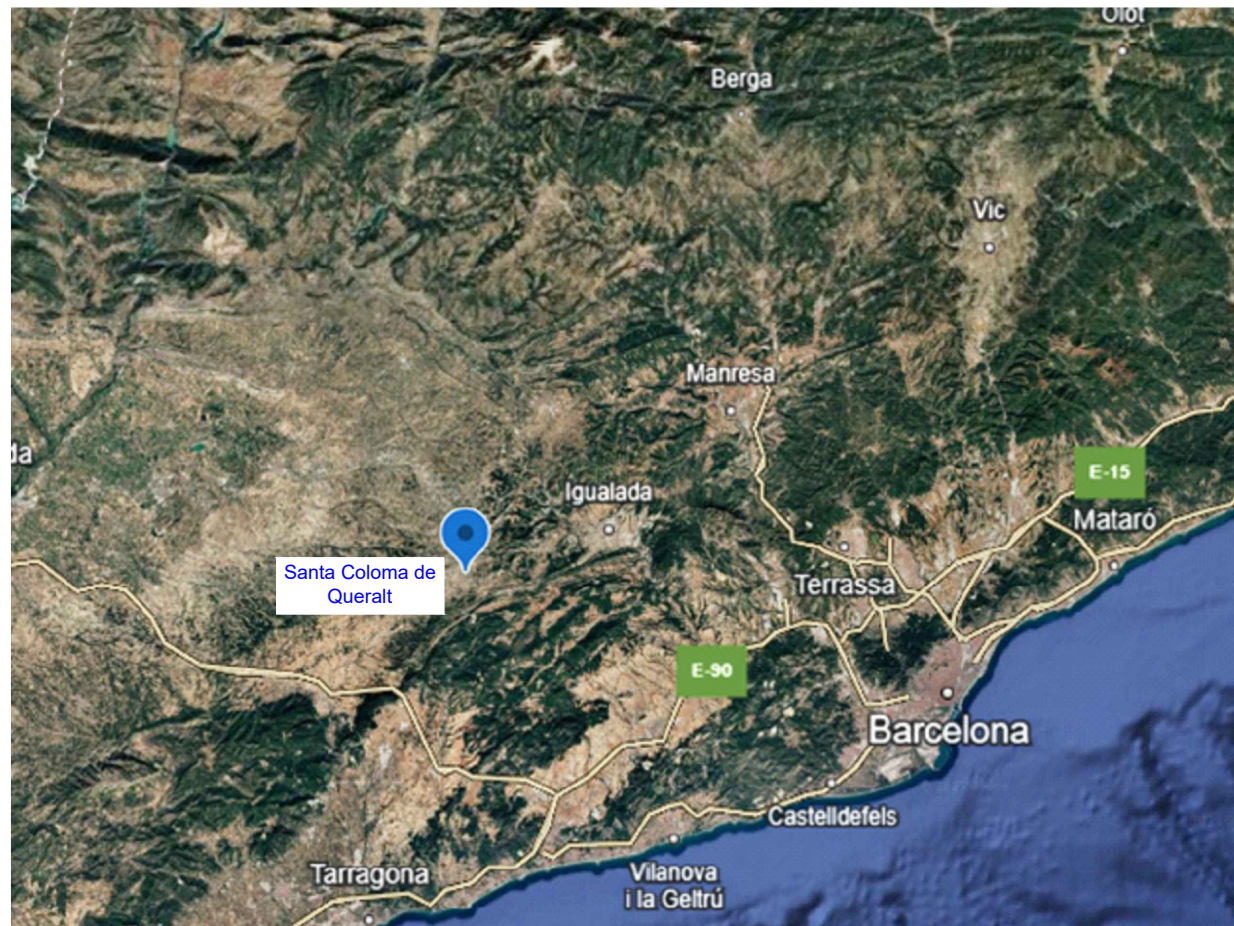 Olot
Berga
Vic
Manresa
da
E-15
Igualada
Mataró
Santa Coloma de
Queralt
Terrassa
E-90
Barcelona
Castelldefels
Tarragona
Vilanova
i la Geltrú